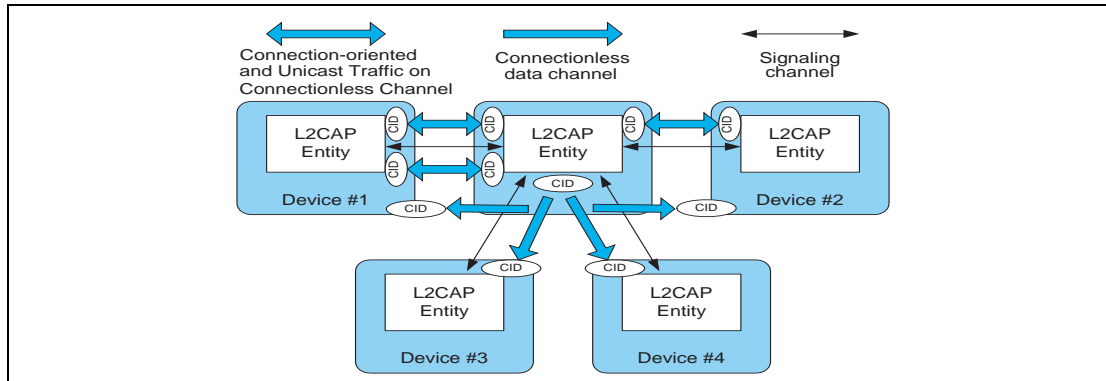 Connection-oriented
and Unicast Traffic on
Connectionless Channel
Connectionless
data channel
Signaling
channel
L2CAP
Entity
CID
CID
Device #1
CID
CID
CID
L2CAP
Entity
CID
CID
CID
L2CAP
Entity
Device #2
CID
CID
L2CAP
Entity
Device #3
CID
L2CAP
Entity
Device #4